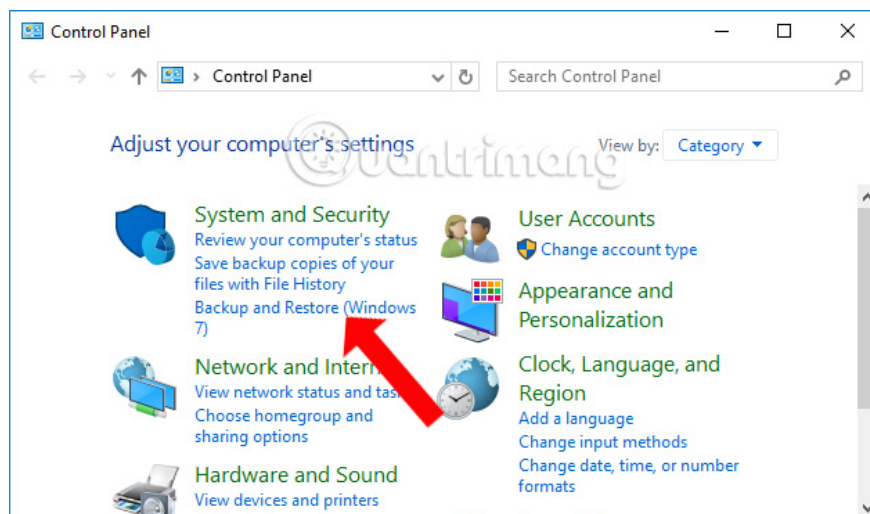 Control Panel
Control Panel
Search Control Panel
Adjust your computer's settings
View by: Category
Quantrimang
System and Security
Review your computer's status
Save backup copies of your
files with File History
Backup and Restore (Windows
7)
Network and Intern
View network status and tas
Choose homegroup and
sharing options
Hardware and Sound
View devices and printers
User Accounts
Change account type
Appearance and
Personalization
Clock, Language, and
Region
Add a language
Change input methods
Change date, time, or number
formats